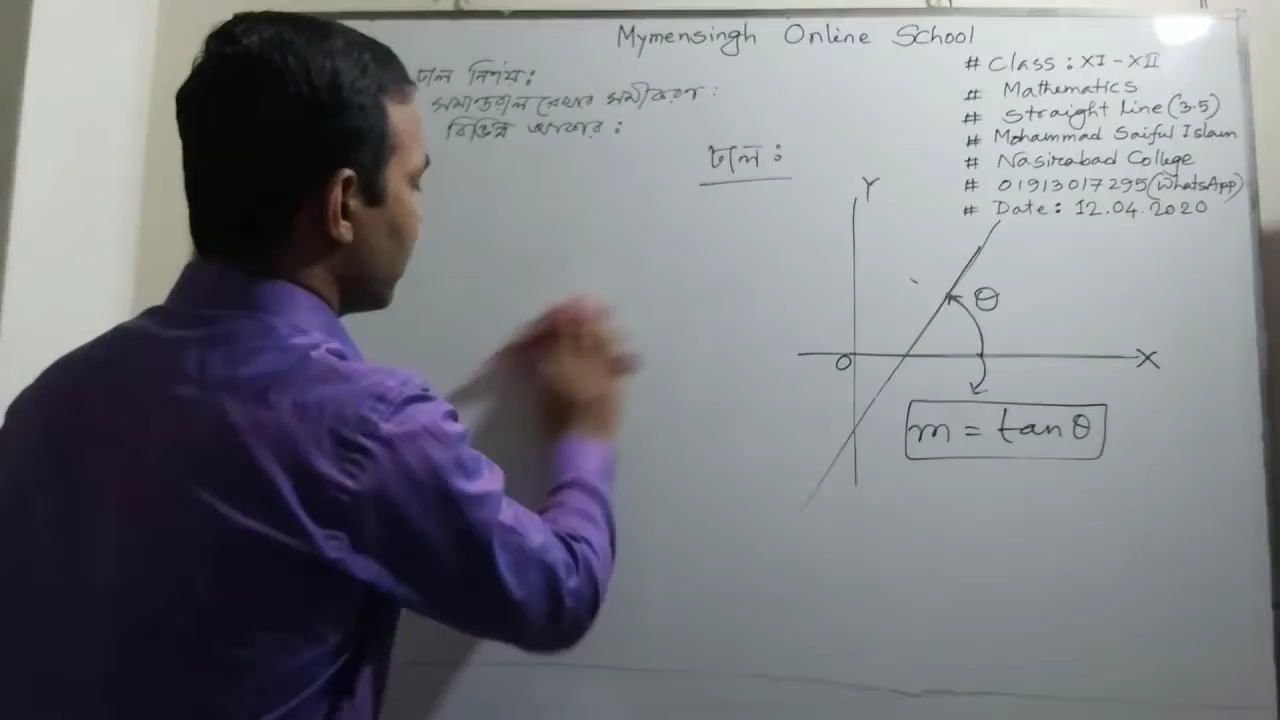 Mymensingh Online School
ঢাল নির্ণয়ঃ
সমান্তরাল রেখার সমীকরণ :
বিভিন্ন আকার :
# Class : XI - XII
# Mathematics
# Straight Line (3.5)
# Mohammad Saiful Islam
# Nasirabad College
# 01913017295 (WhatsApp)
# Date : 12.04.2020
ঢাল :
Y
θ
O
X
m = tan θ